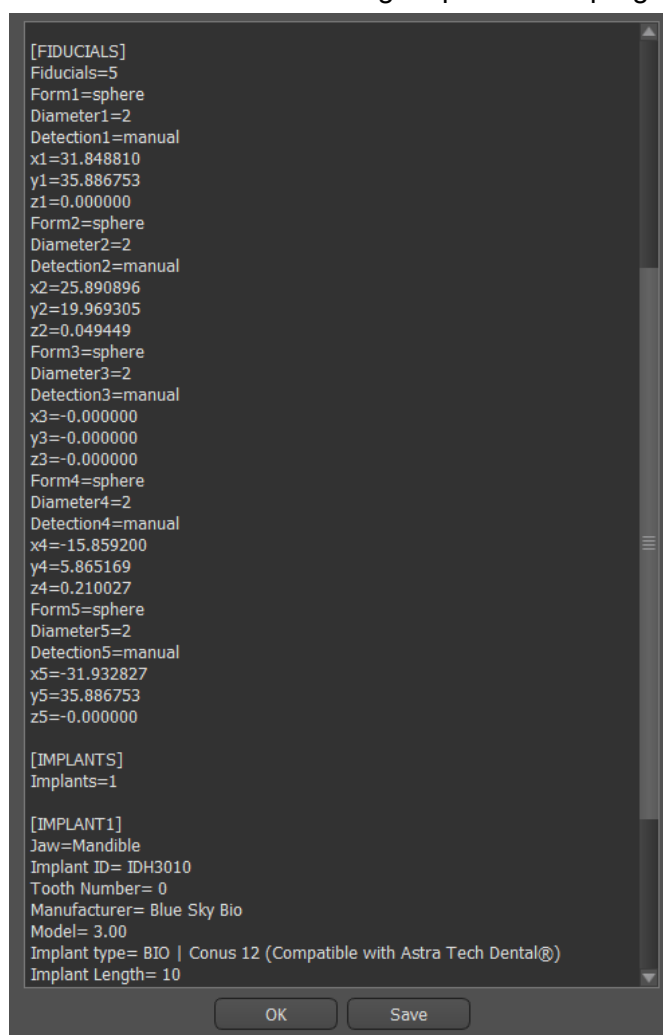 [FIDUCIALS]
Fiducials=5
Form1=sphere
Diameter1=2
Detection1=manual
x1=31.848810
y1=35.886753
z1=0.000000
Form2=sphere
Diameter2=2
Detection2=manual
x2=25.890896
y2=19.969305
z2=0.049449
Form3=sphere
Diameter3=2
Detection3=manual
x3=-0.000000
y3=-0.000000
z3=-0.000000
Form4=sphere
Diameter4=2
Detection4=manual
x4=-15.859200
y4=5.865169
z4=0.210027
Form5=sphere
Diameter5=2
Detection5=manual
x5=-31.932827
y5=35.886753
z5=-0.000000
[IMPLANTS]
Implants=1
[IMPLANT1]
Jaw=Mandible
Implant ID= IDH3010
Tooth Number= 0
Manufacturer= Blue Sky Bio
Model= 3.00
Implant type= BIO | Conus 12 (Compatible with Astra Tech Dental®)
Implant Length= 10
OK
Save